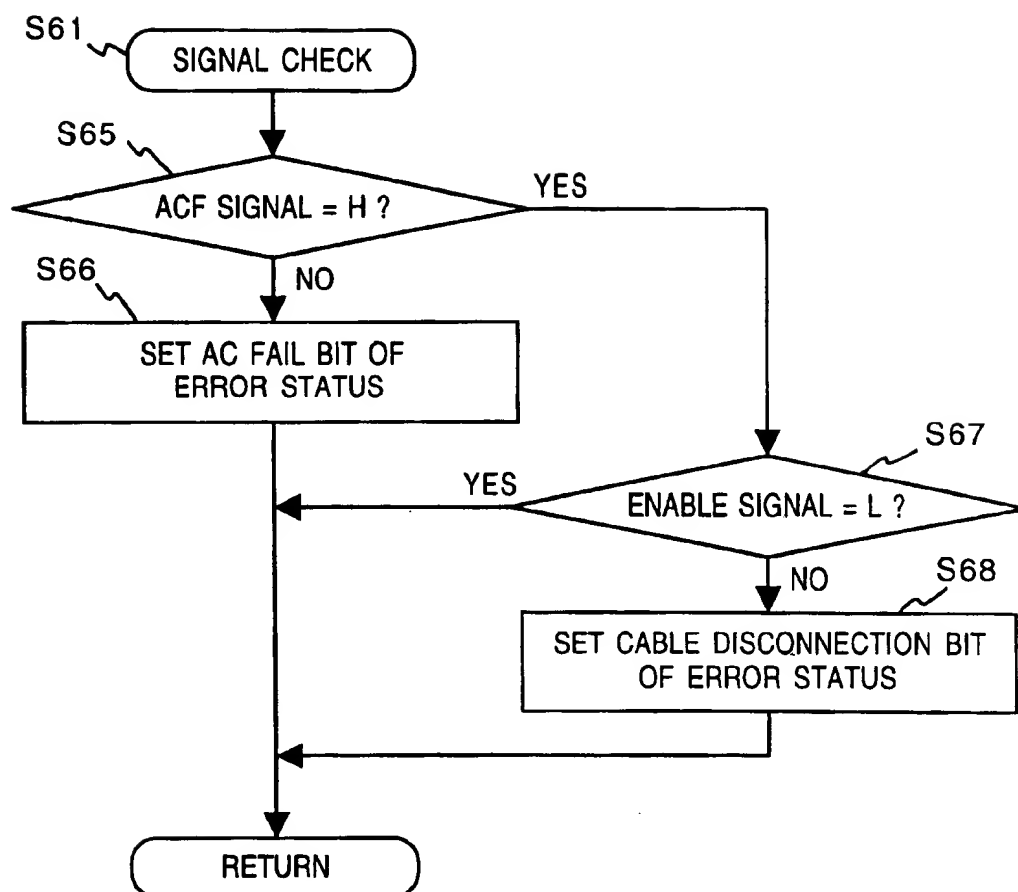 S61
SIGNAL CHECK
S65
ACF SIGNAL = H ?
YES
S66
NO
SET AC FAIL BIT OF
ERROR STATUS
S67
YES
ENABLE SIGNAL = L ?
NO
S68
SET CABLE DISCONNECTION BIT
OF ERROR STATUS
RETURN